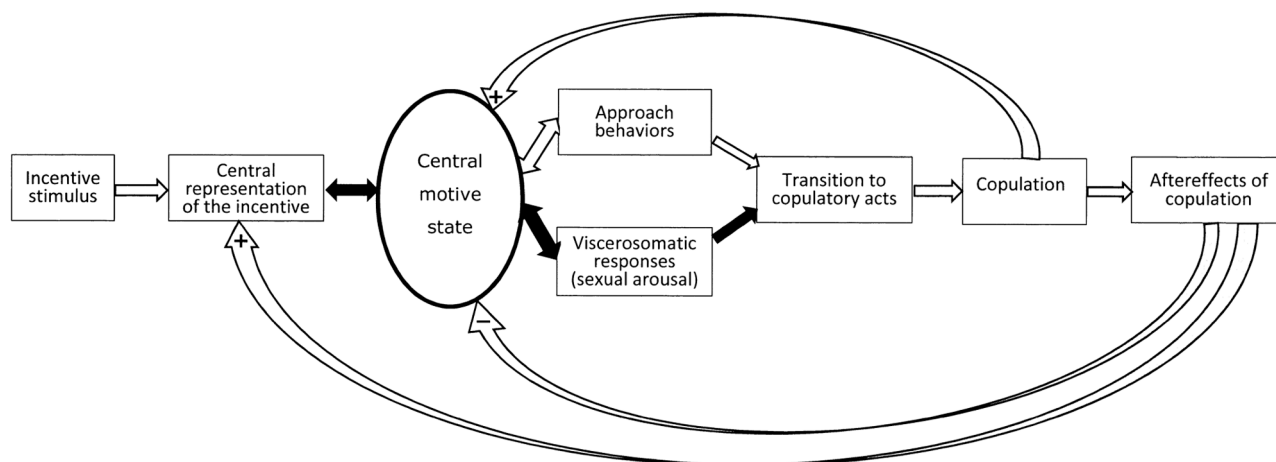 Incentive
stimulus
Central
representation
of the incentive
Central
motive
state
Approach
behaviors
Viscerosomatic
responses
(sexual arousal)
Transition to
copulatory acts
Copulation
Aftereffects of
copulation
+
+
−